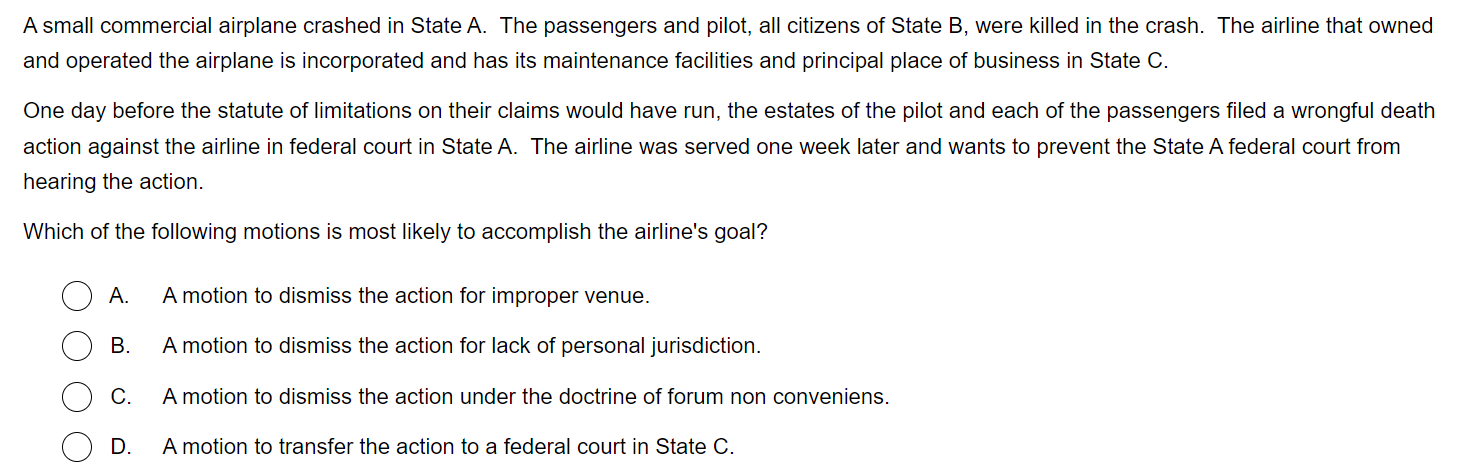 A small commercial airplane crashed in State A.  The passengers and pilot, all citizens of State B, were killed in the crash.  The airline that owned
and operated the airplane is incorporated and has its maintenance facilities and principal place of business in State C.
One day before the statute of limitations on their claims would have run, the estates of the pilot and each of the passengers filed a wrongful death
action against the airline in federal court in State A.  The airline was served one week later and wants to prevent the State A federal court from
hearing the action.
Which of the following motions is most likely to accomplish the airline's goal?
A. A motion to dismiss the action for improper venue.
B. A motion to dismiss the action for lack of personal jurisdiction.
C. A motion to dismiss the action under the doctrine of forum non conveniens.
D. A motion to transfer the action to a federal court in State C.